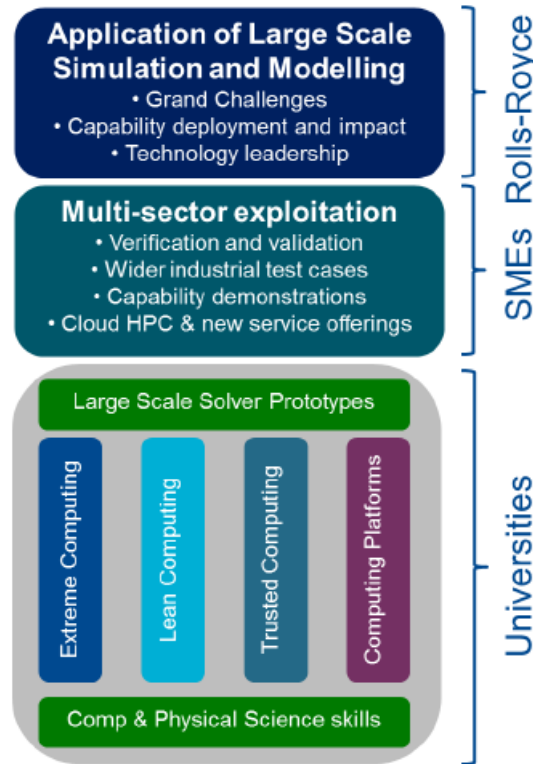 Application of Large Scale
Simulation and Modelling
• Grand Challenges
• Capability deployment and impact
• Technology leadership
Rolls-Royce
Multi-sector exploitation
• Verification and validation
• Wider industrial test cases
• Capability demonstrations
• Cloud HPC & new service offerings
SMEs
Large Scale Solver Prototypes
Extreme Computing
Lean Computing
Trusted Computing
Computing Platforms
Comp & Physical Science skills
Universities